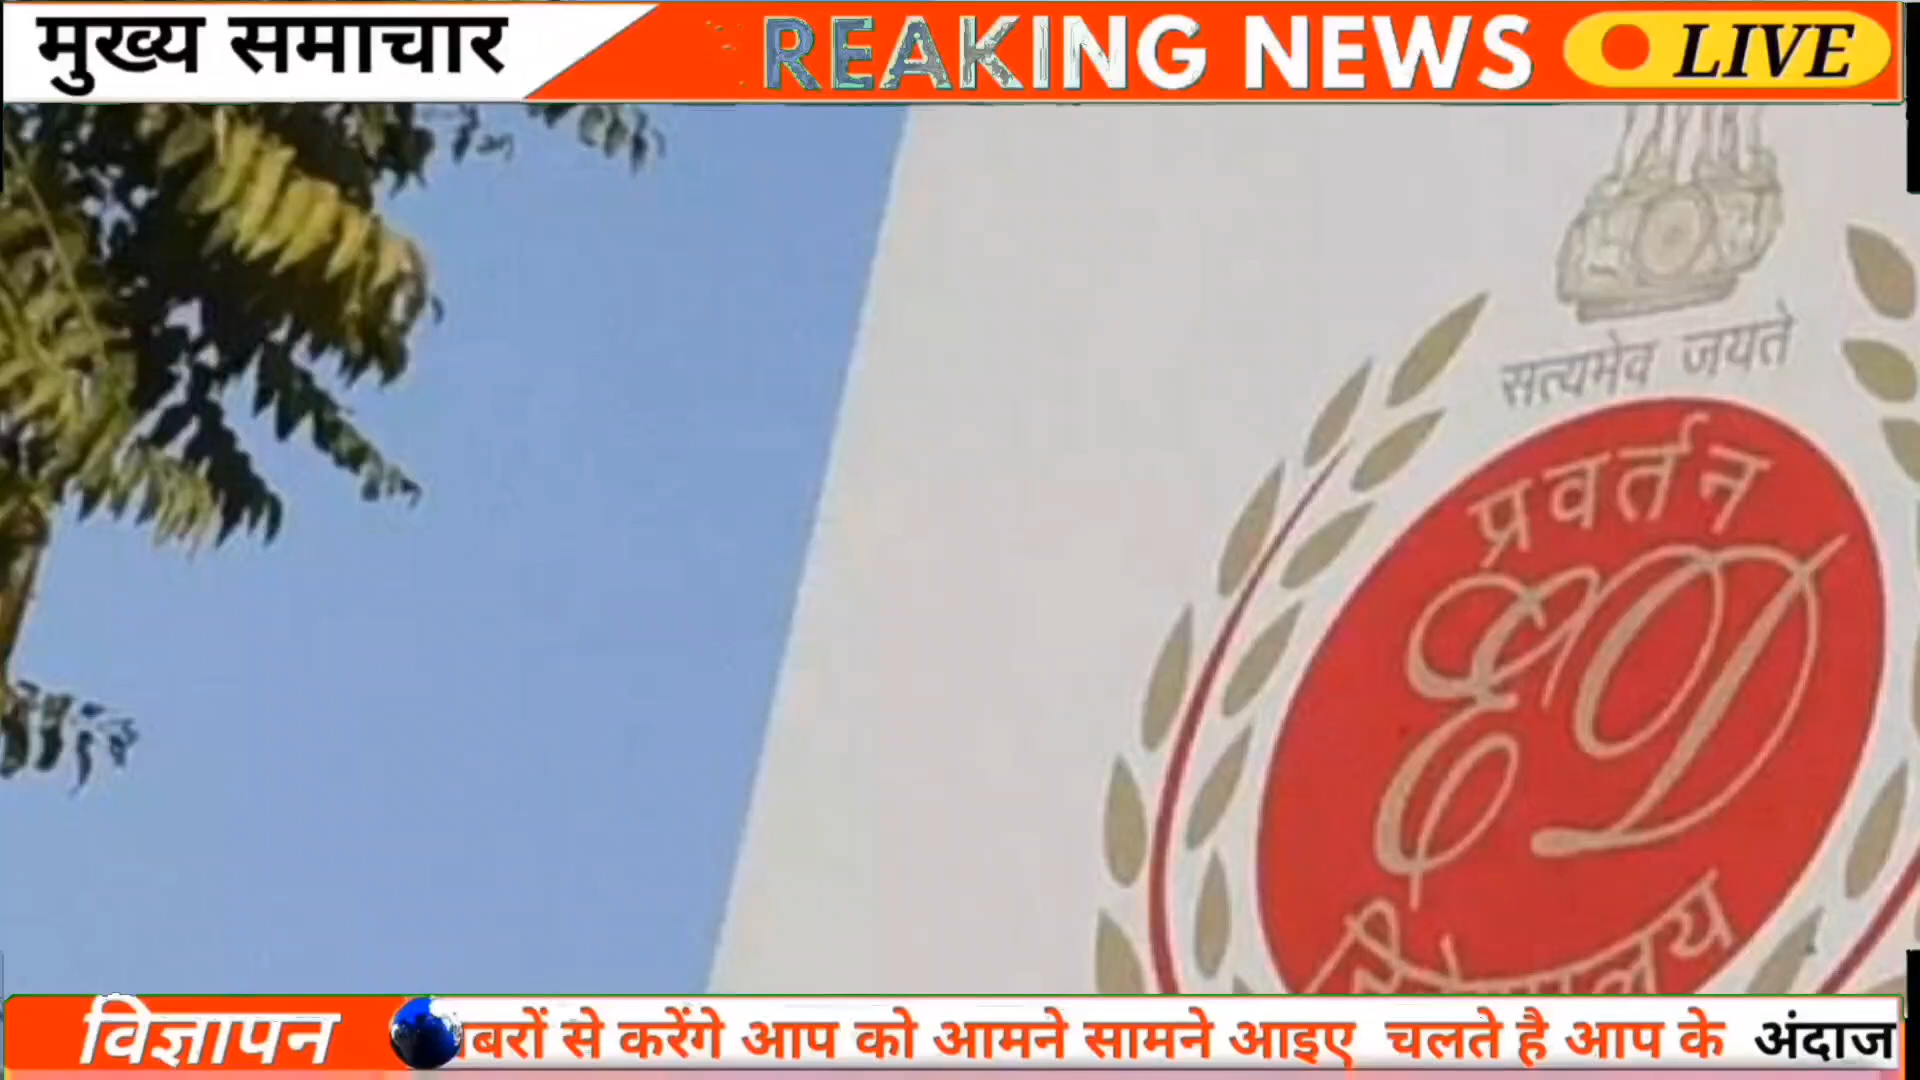 मुख्य समाचार
REAKING NEWS
LIVE
सत्यमेव जयते
प्रवर्तन
ED
विज्ञापन
बरों से करेंगे आप को आमने सामने आइए चलते है आप के अंदाज